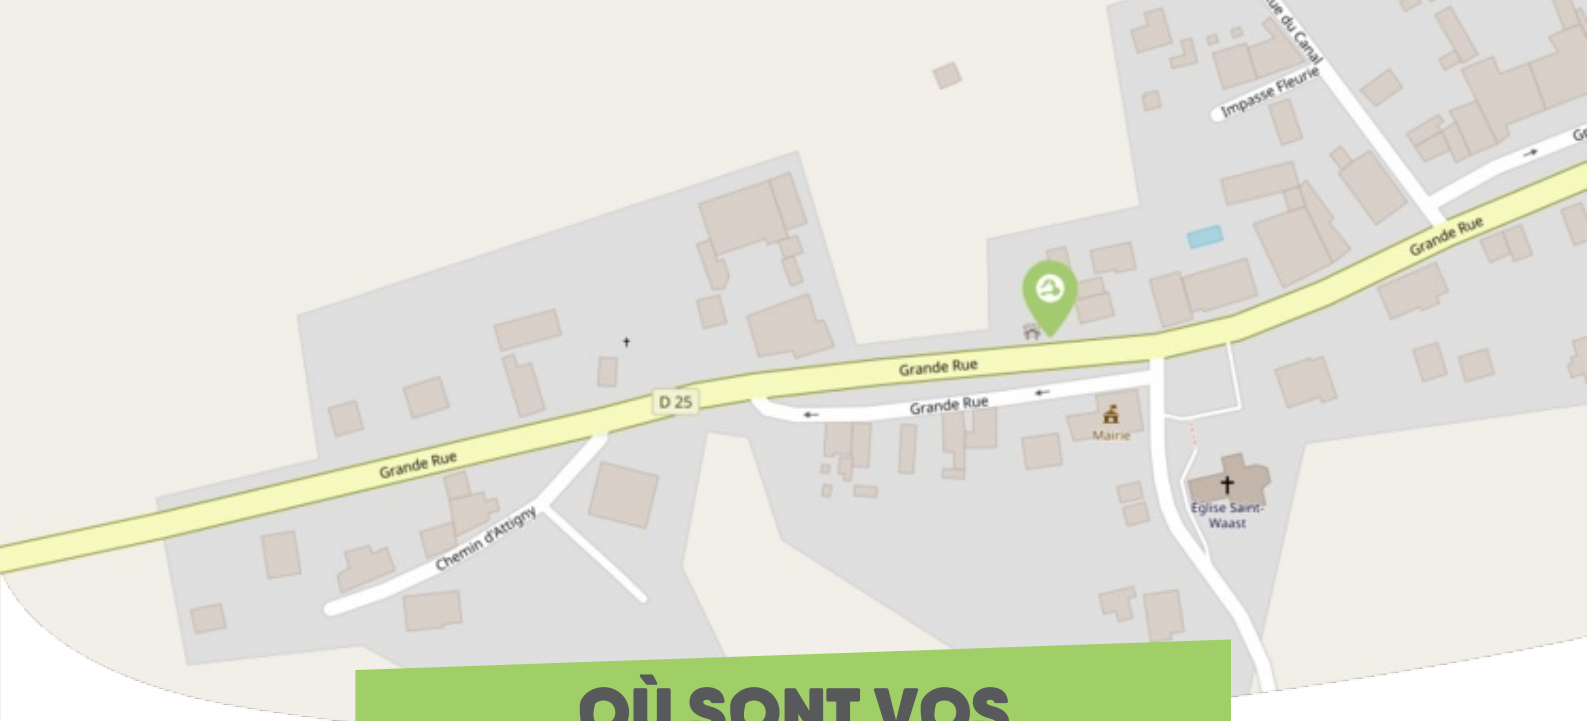 Rue du Canal
Impasse Fleurie
Grande Rue
Grande Rue
D 25
Grande Rue
Mairie
Grande Rue
Église Saint-
Waast
Chemin d'Attigny
OÙ SONT VOS